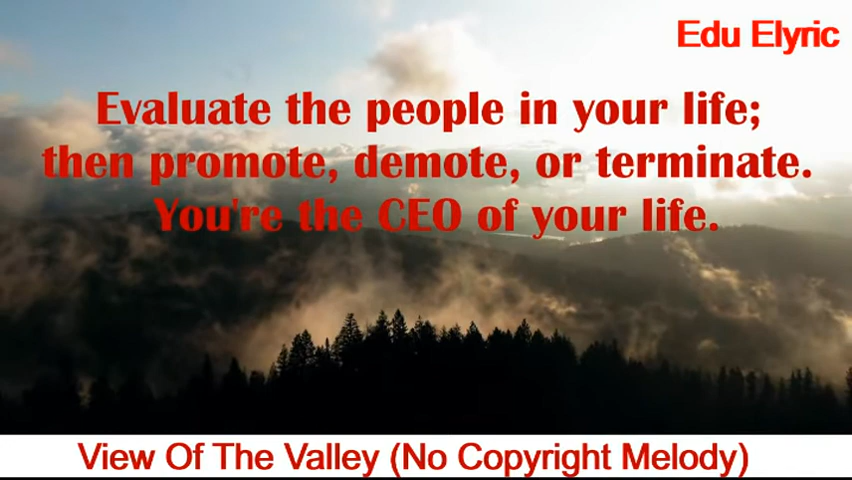 Edu Elyric
Evaluate the people in your life;
then promote, demote, or terminate.
You're the CEO of your life.
View Of The Valley (No Copyright Melody)